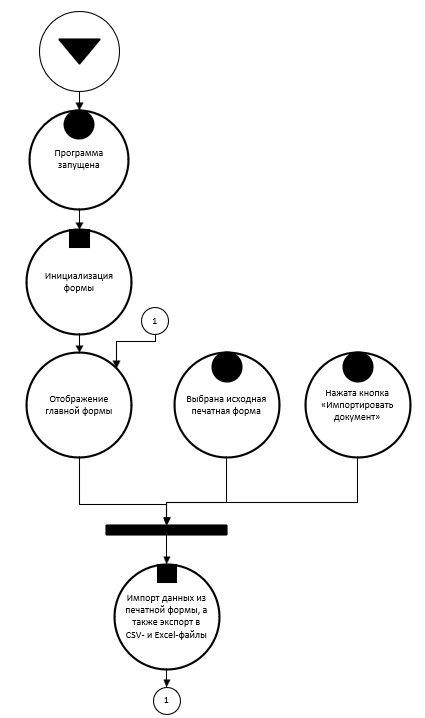 Программа
запущена
Инициализация
формы
1
Отображение
главной формы
Выбрана исходная
печатная форма
Нажата кнопка
«Импортировать
документ»
Импорт данных из
печатной формы, а
также экспорт в
CSV- и Excel-файлы
1